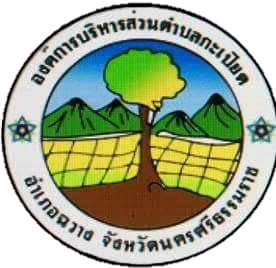 องค์การบริหารส่วนตำบลกะเปียด
อำเภอฉวาง จังหวัดนครศรีธรรมราช